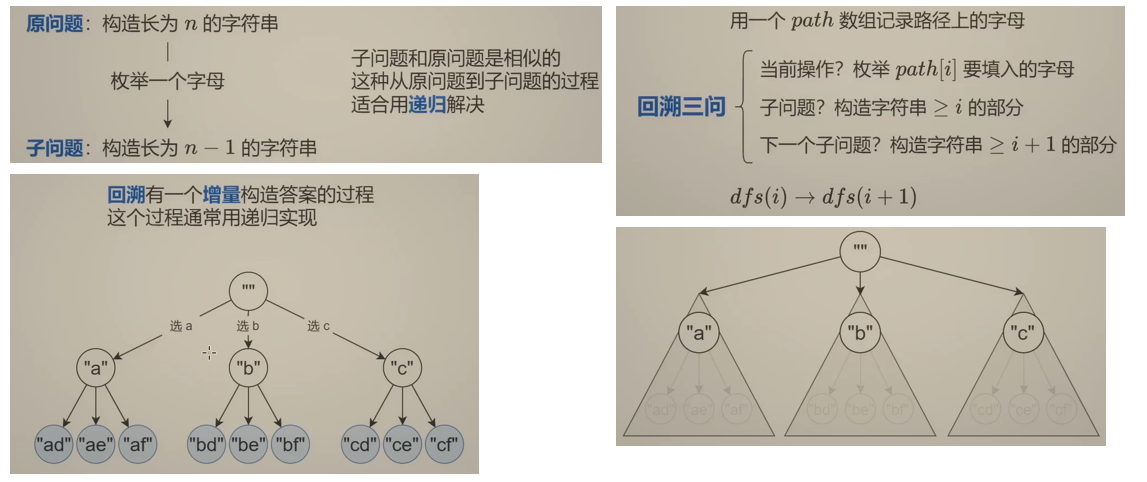 原问题：构造长为 n 的字符串
枚举一个字母
子问题：构造长为 n − 1 的字符串
子问题和原问题是相似的
这种从原问题到子问题的过程
适合用递归解决
用一个 path 数组记录路径上的字母
回溯三问
当前操作？枚举 path[i] 要填入的字母
子问题？构造字符串 ≥ i 的部分
下一个子问题？构造字符串 ≥ i + 1 的部分
dfs(i) → dfs(i + 1)
回溯有一个增量构造答案的过程
这个过程通常用递归实现
""
选 a 选 b 选 c
"a" "b" "c"
"ad" "ae" "af" "bd" "be" "bf" "cd" "ce" "cf"
""
"a" "b" "c"
"ad" "ae" "af" "bd" "be" "bf" "cd" "ce" "cf"